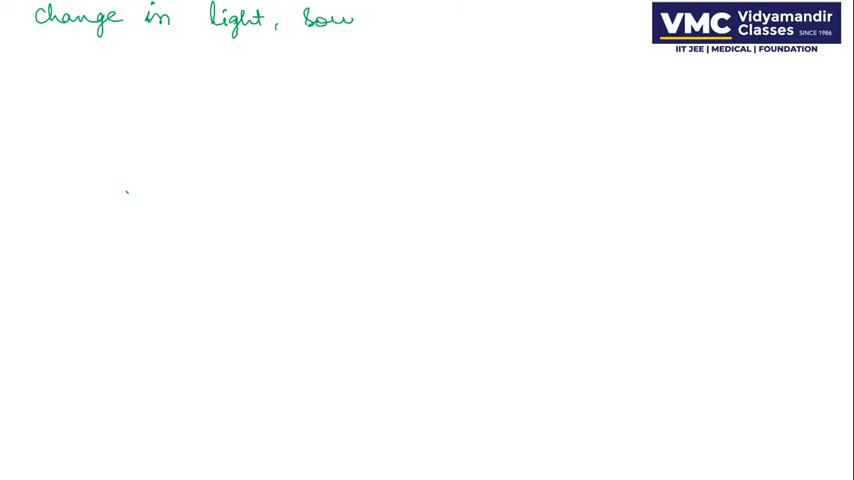 change in light, sou
VMC Vidyamandir Classes SINCE 1986
IIT JEE | MEDICAL | FOUNDATION